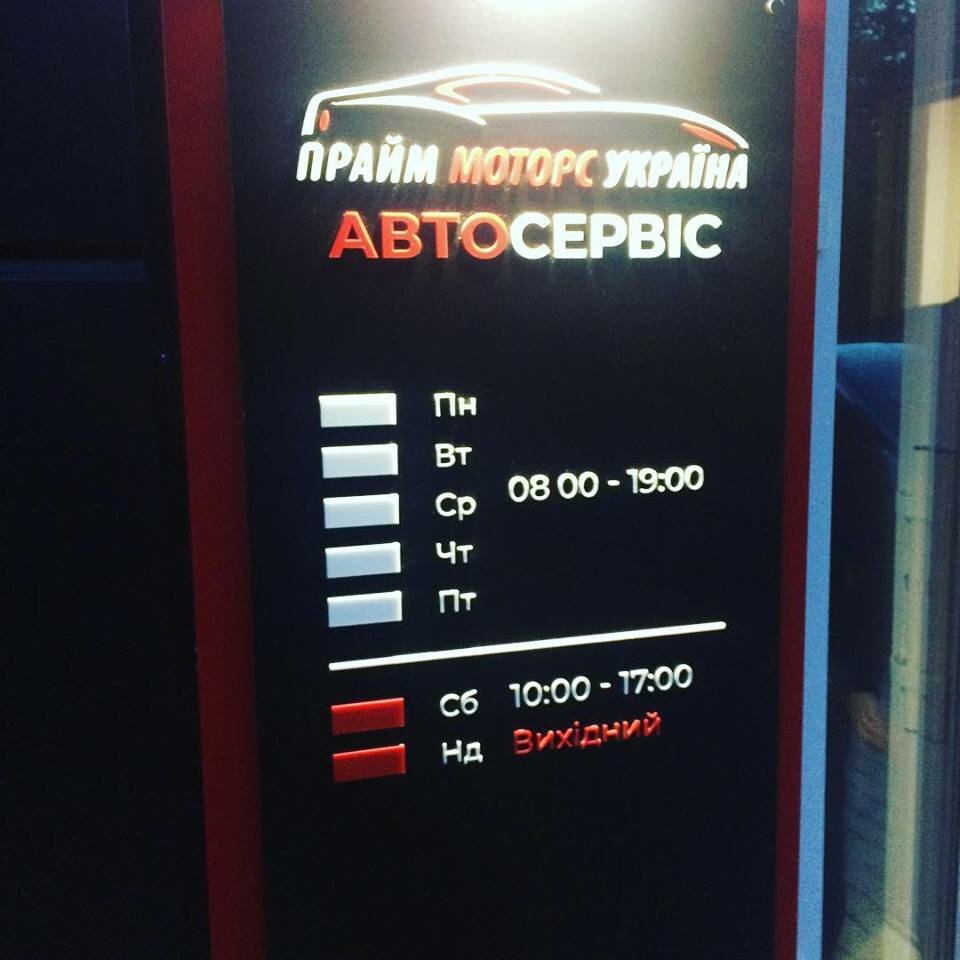 ПРАЙМ МОТОРС УКРАЇНА
АВТОСЕРВІС
Пн
Вт
Ср 08 00 - 19:00
Чт
Пт
Сб 10:00 - 17:00
Нд Вихідний